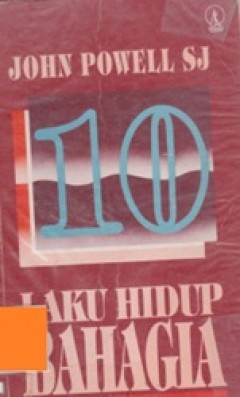 JOHN POWELL SJ
10
LAKU HIDUP
BAHAGIA